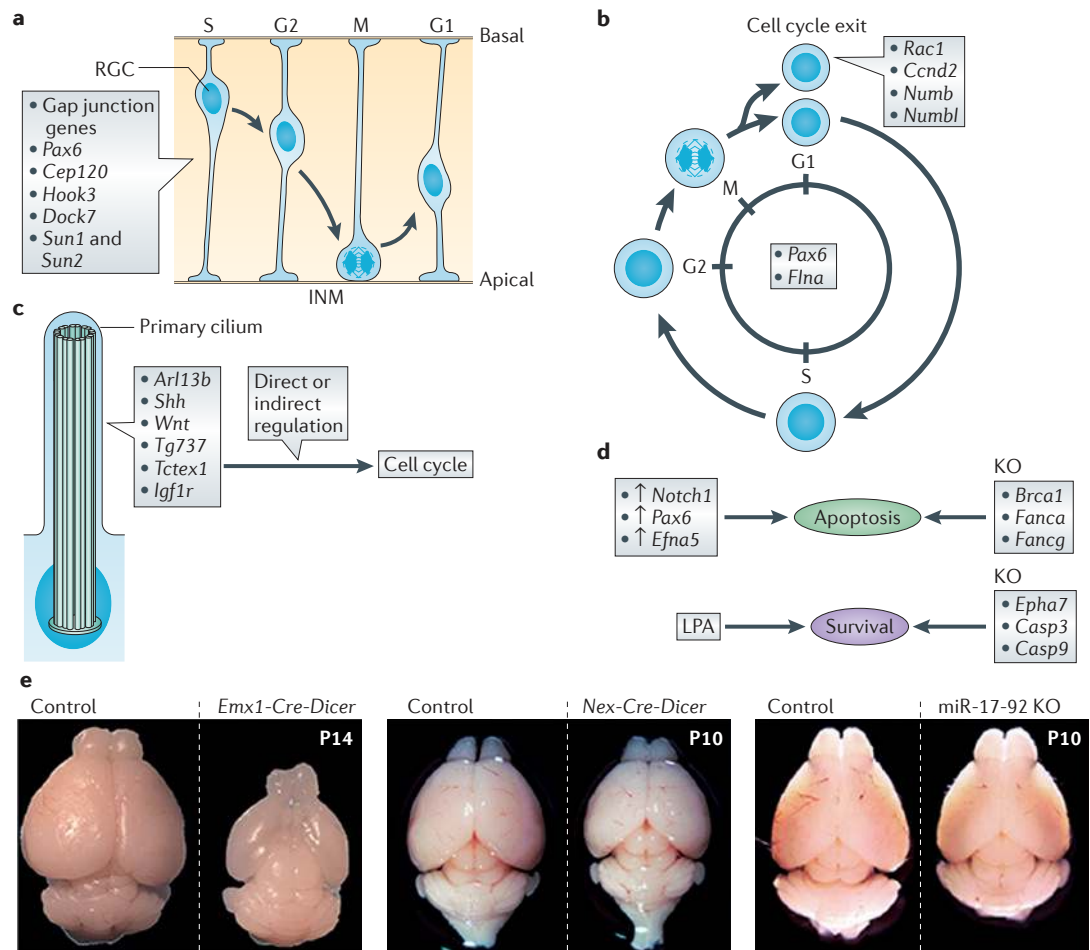 a
S G2 M G1
Basal
RGC
• Gap junction
genes
• Pax6
• Cep120
• Hook3
• Dock7
• Sun1 and
Sun2
Apical
INM
b
Cell cycle exit
• Rac1
• Ccnd2
• Numb
• Numbl
G1
M
G2
• Pax6
• Flna
S
c
Primary cilium
• Arl13b
• Shh
• Wnt
• Tg737
• Tctex1
• Igf1r
Direct or
indirect
regulation
Cell cycle
d
• ↑ Notch1
• ↑ Pax6
• ↑ Efna5
Apoptosis
KO
• Brca1
• Fanca
• Fancg
LPA
Survival
KO
• Epha7
• Casp3
• Casp9
e
Control Emx1-Cre-Dicer
P14
Control Nex-Cre-Dicer
P10
Control miR-17-92 KO
P10